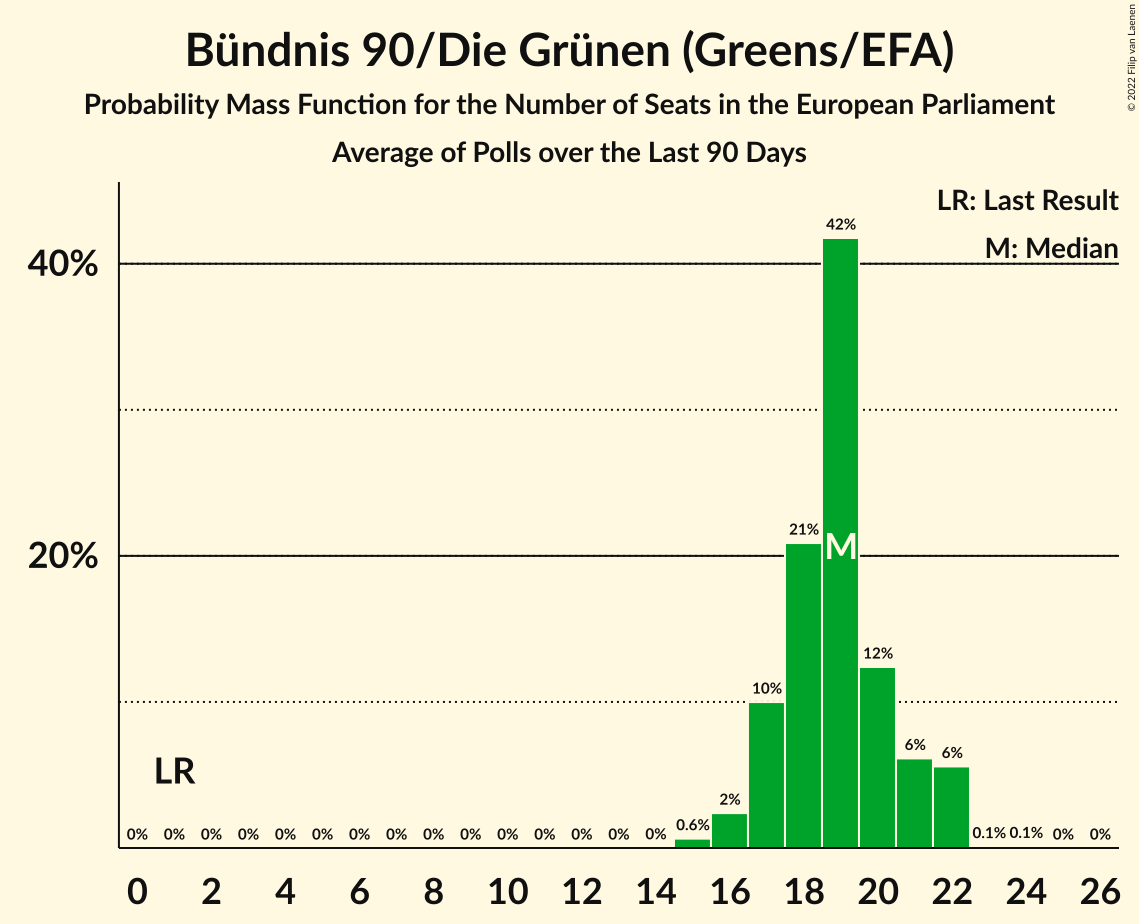 Bündnis 90/Die Grünen (Greens/EFA)
Probability Mass Function for the Number of Seats in the European Parliament
Average of Polls over the Last 90 Days
© 2022 Filip van Laenen
LR: Last Result
M: Median
42%
40%
21%
M
20%
12%
10%
6%
6%
LR
2%
0% 0% 0% 0% 0% 0% 0% 0% 0% 0% 0% 0% 0% 0% 0% 0.6% 0.1% 0.1% 0% 0%
0 2 4 6 8 10 12 14 16 18 20 22 24 26